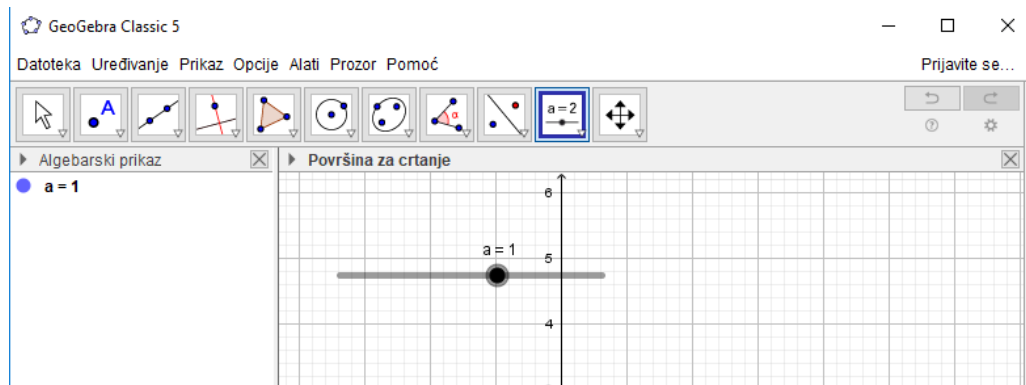 GeoGebra Classic 5
Datoteka Uređivanje Prikaz Opcije Alati Prozor Pomoć Prijavite se...
A α a = 2
Algebarski prikaz Površina za crtanje
a = 1
6
a = 1
5
4